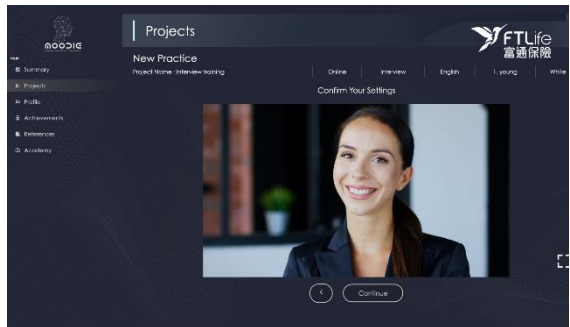 MOODIE
Projects
FTLife
富通保險
Summary
Projects
Profile
Achievements
References
Academy
New Practice
Project Name : Interview training
Online
Interview
English
1. young
White
Confirm Your Settings
<
Continue